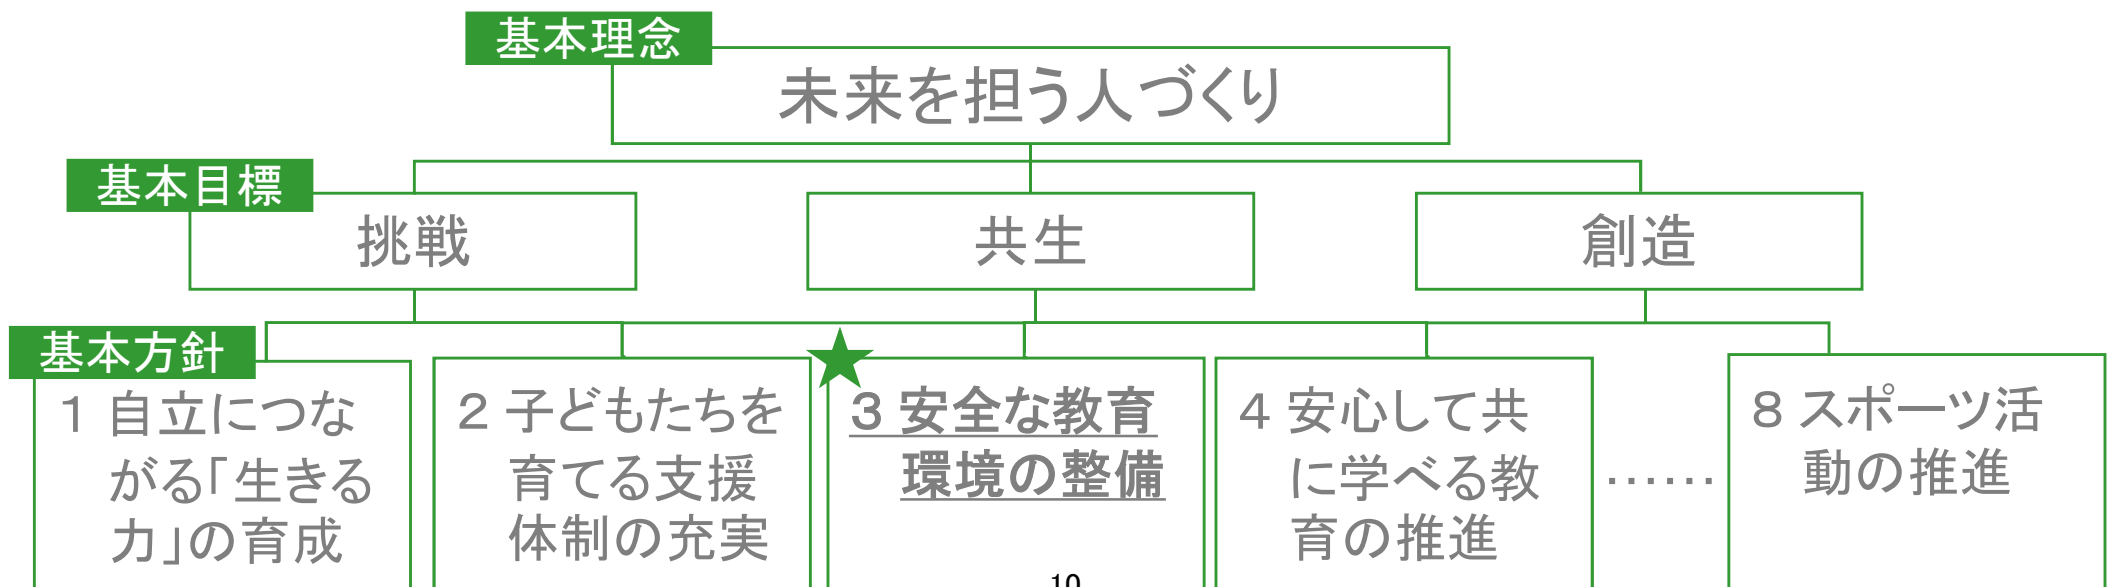 基本理念
未来を担う人づくり
基本目標
挑戦
共生
創造
基本方針
１ 自立につな
がる「生きる
力」の育成
２ 子どもたちを
育てる支援
体制の充実
３ 安全な教育
環境の整備
４ 安心して共
に学べる教
育の推進
……
８ スポーツ活
動の推進
10